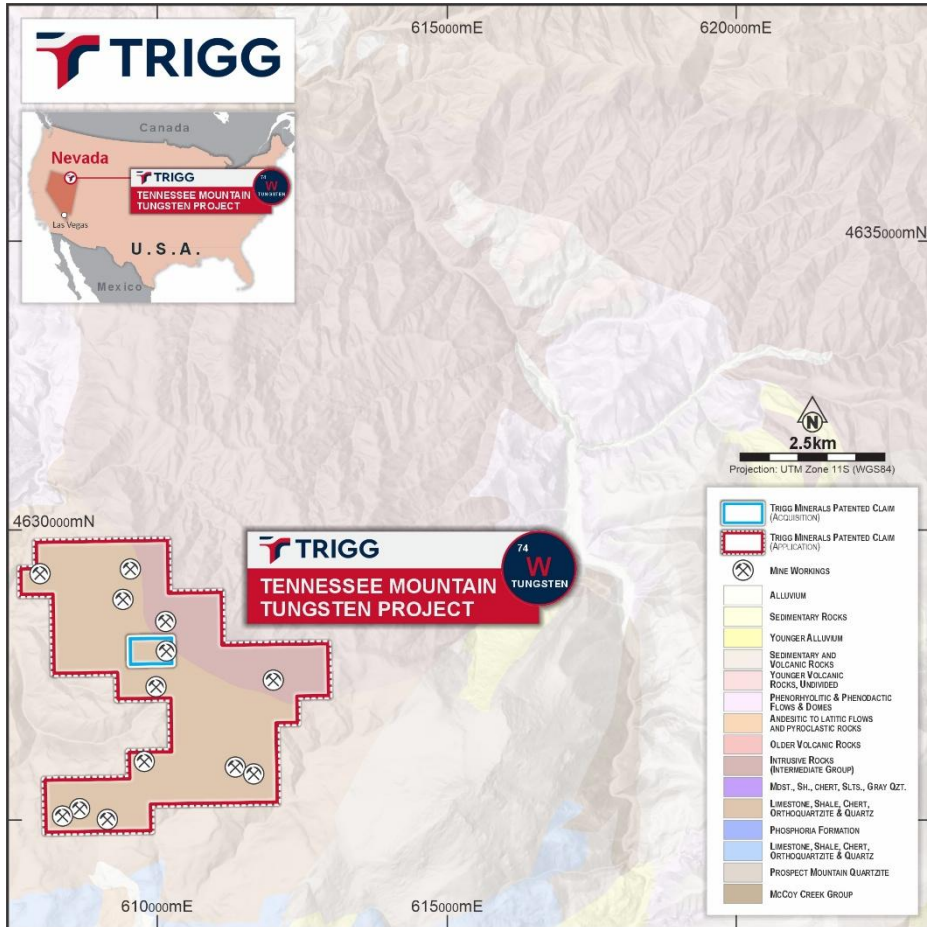 615000mE
620000mE
TRIGG
Canada
Nevada
TRIGG
74
W
TUNGSTEN
TENNESSEE MOUNTAIN
TUNGSTEN PROJECT
Las Vegas
U.S.A.
Mexico
4635000mN
N
2.5km
Projection: UTM Zone 11S (WGS84)
4630000mN
TRIGG
TENNESSEE MOUNTAIN
TUNGSTEN PROJECT
74
W
TUNGSTEN
TRIGG MINERALS PATENTED CLAIM
(ACQUISITION)
TRIGG MINERALS PATENTED CLAIM
(APPLICATION)
MINE WORKINGS
ALLUVIUM
SEDIMENTARY ROCKS
YOUNGER ALLUVIUM
SEDIMENTARY AND
VOLCANIC ROCKS
YOUNGER VOLCANIC
ROCKS, UNDIVIDED
PHENORHYOLITIC & PHENODACTIC
FLOWS & DOMES
ANDESITIC TO LATITIC FLOWS
AND PYROCLASTIC ROCKS
OLDER VOLCANIC ROCKS
INTRUSIVE ROCKS
(INTERMEDIATE GROUP)
MDST., SH., CHERT, SLTS., GRAY QZT.
LIMESTONE, SHALE, CHERT,
ORTHOQUARTZITE & QUARTZ
PHOSPHORIA FORMATION
LIMESTONE, SHALE, CHERT,
ORTHOQUARTZITE & QUARTZ
PROSPECT MOUNTAIN QUARTZITE
MCCOY CREEK GROUP
610000mE
615000mE